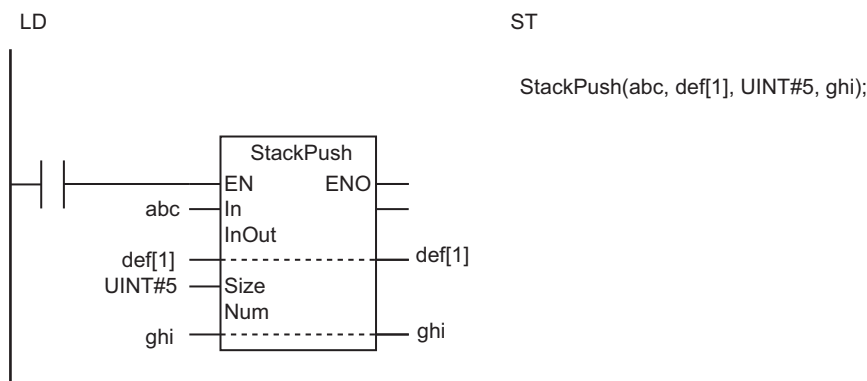 LD
ST
StackPush(abc, def[1], UINT#5, ghi);
StackPush
EN ENO
abc In
InOut
def[1] def[1]
UINT#5 Size
Num
ghi ghi